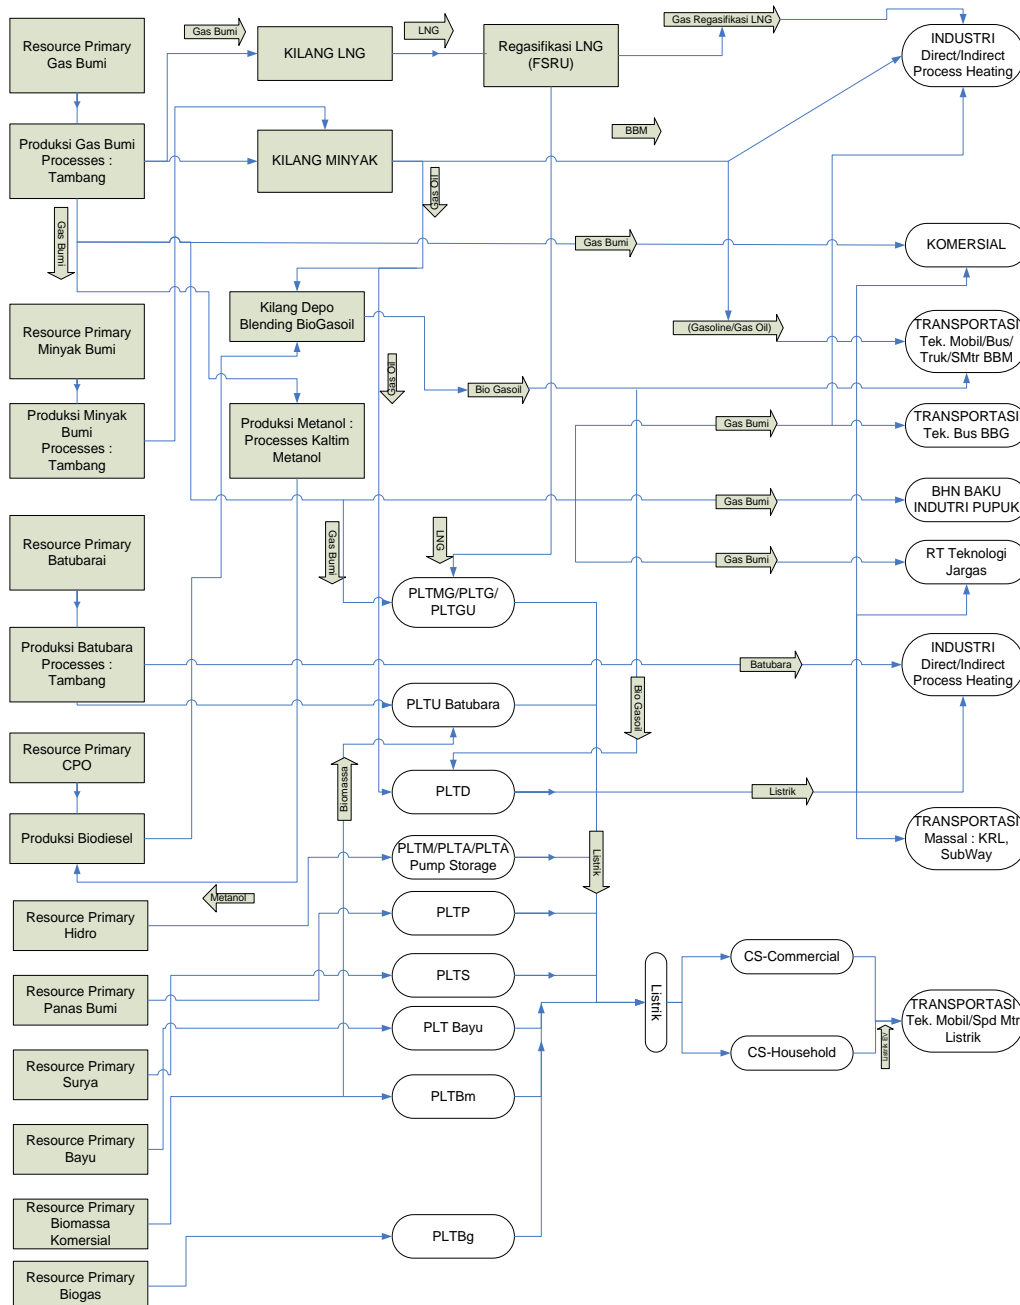 Resource Primary
Gas Bumi
Gas Bumi
KILANG LNG
LNG
Regasifikasi LNG
(FSRU)
Gas Regasifikasi LNG
INDUSTRI
Direct/Indirect
Process Heating
Produksi Gas Bumi
Processes :
Tambang
KILANG MINYAK
BBM
Gas Oil
Gas Bumi
Gas Bumi
KOMERSIAL
Resource Primary
Minyak Bumi
Kilang Depo
Blending BioGasoil
Gas Oil
(Gasoline/Gas Oil)
TRANSPORTASI
Tek. Mobil/Bus/
Truk/SMtr BBM
Bio Gasoil
Produksi Minyak
Bumi
Processes :
Tambang
Produksi Metanol :
Processes Kaltim
Metanol
Gas Bumi
TRANSPORTASI
Tek. Bus BBG
Gas Bumi
BHN BAKU
INDUTRI PUPUK
Resource Primary
Batubarai
Gas Bumi
LNG
Gas Bumi
RT Teknologi
Jargas
PLTMG/PLTG/
PLTGU
Produksi Batubara
Processes :
Tambang
Batubara
INDUSTRI
Direct/Indirect
Process Heating
PLTU Batubara
Bio Gasoil
Resource Primary
CPO
Biomassa
PLTD
Listrik
Produksi Biodiesel
PLTM/PLTA/PLTA
Pump Storage
Listrik
TRANSPORTASI
Massal : KRL,
SubWay
Metanol
Resource Primary
Hidro
PLTP
Resource Primary
Panas Bumi
PLTS
Listrik
CS-Commercial
PLT Bayu
TRANSPORTASI
Tek. Mobil/Spd Mtr
Listrik
Listrik EV
CS-Household
Resource Primary
Surya
PLTBm
Resource Primary
Bayu
Resource Primary
Biomassa
Komersial
PLTBg
Resource Primary
Biogas